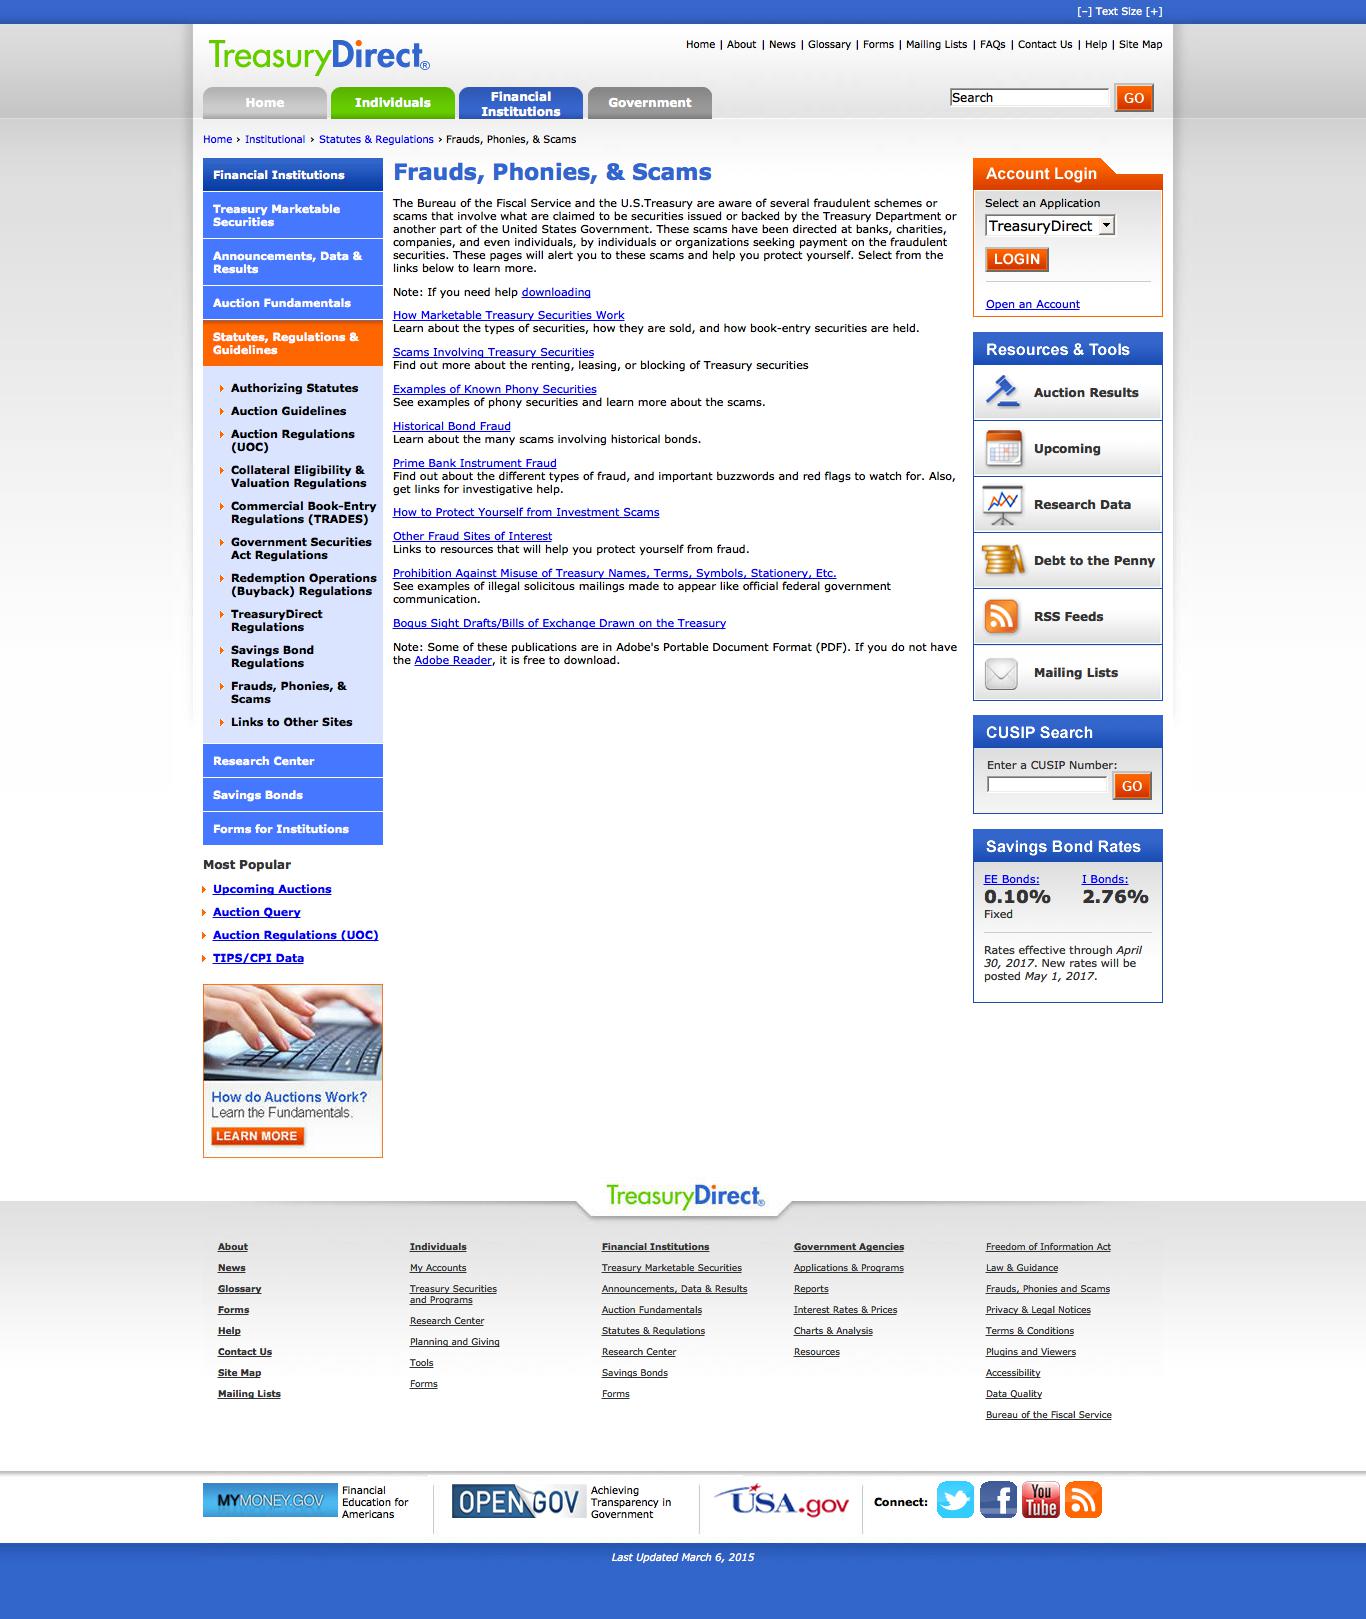 [–] Text Size [+]
TreasuryDirect®
Home | About | News | Glossary | Forms | Mailing Lists | FAQs | Contact Us | Help | Site Map
Home
Individuals
Financial
Institutions
Government
Search
GO
Home › Institutional › Statutes & Regulations › Frauds, Phonies, & Scams
Financial Institutions
Treasury Marketable
Securities
Announcements, Data &
Results
Auction Fundamentals
Statutes, Regulations &
Guidelines
Authorizing Statutes
Auction Guidelines
Auction Regulations
(UOC)
Collateral Eligibility &
Valuation Regulations
Commercial Book-Entry
Regulations (TRADES)
Government Securities
Act Regulations
Redemption Operations
(Buyback) Regulations
TreasuryDirect
Regulations
Savings Bond
Regulations
Frauds, Phonies, &
Scams
Links to Other Sites
Research Center
Savings Bonds
Forms for Institutions
Most Popular
Upcoming Auctions
Auction Query
Auction Regulations (UOC)
TIPS/CPI Data
How do Auctions Work?
Learn the Fundamentals.
LEARN MORE
Frauds, Phonies, & Scams
The Bureau of the Fiscal Service and the U.S.Treasury are aware of several fraudulent schemes or
scams that involve what are claimed to be securities issued or backed by the Treasury Department or
another part of the United States Government. These scams have been directed at banks, charities,
companies, and even individuals, by individuals or organizations seeking payment on the fraudulent
securities. These pages will alert you to these scams and help you protect yourself. Select from the
links below to learn more.
Note: If you need help downloading
How Marketable Treasury Securities Work
Learn about the types of securities, how they are sold, and how book-entry securities are held.
Scams Involving Treasury Securities
Find out more about the renting, leasing, or blocking of Treasury securities
Examples of Known Phony Securities
See examples of phony securities and learn more about the scams.
Historical Bond Fraud
Learn about the many scams involving historical bonds.
Prime Bank Instrument Fraud
Find out about the different types of fraud, and important buzzwords and red flags to watch for. Also,
get links for investigative help.
How to Protect Yourself from Investment Scams
Other Fraud Sites of Interest
Links to resources that will help you protect yourself from fraud.
Prohibition Against Misuse of Treasury Names, Terms, Symbols, Stationery, Etc.
See examples of illegal solicitous mailings made to appear like official federal government
communication.
Bogus Sight Drafts/Bills of Exchange Drawn on the Treasury
Note: Some of these publications are in Adobe's Portable Document Format (PDF). If you do not have
the Adobe Reader, it is free to download.
Account Login
Select an Application
TreasuryDirect
LOGIN
Open an Account
Resources & Tools
Auction Results
Upcoming
Research Data
Debt to the Penny
RSS Feeds
Mailing Lists
CUSIP Search
Enter a CUSIP Number:
GO
Savings Bond Rates
EE Bonds: I Bonds:
0.10% 2.76%
Fixed
Rates effective through April
30, 2017. New rates will be
posted May 1, 2017.
TreasuryDirect®
About
News
Glossary
Forms
Help
Contact Us
Site Map
Mailing Lists
Individuals
My Accounts
Treasury Securities
and Programs
Research Center
Planning and Giving
Tools
Forms
Financial Institutions
Treasury Marketable Securities
Announcements, Data & Results
Auction Fundamentals
Statutes & Regulations
Research Center
Savings Bonds
Forms
Government Agencies
Applications & Programs
Reports
Interest Rates & Prices
Charts & Analysis
Resources
Freedom of Information Act
Law & Guidance
Frauds, Phonies and Scams
Privacy & Legal Notices
Terms & Conditions
Plugins and Viewers
Accessibility
Data Quality
Bureau of the Fiscal Service
MYMONEY.GOV
Financial
Education for
Americans
OPENGOV
Achieving
Transparency in
Government
USA.gov
Connect:
You
Tube
Last Updated March 6, 2015